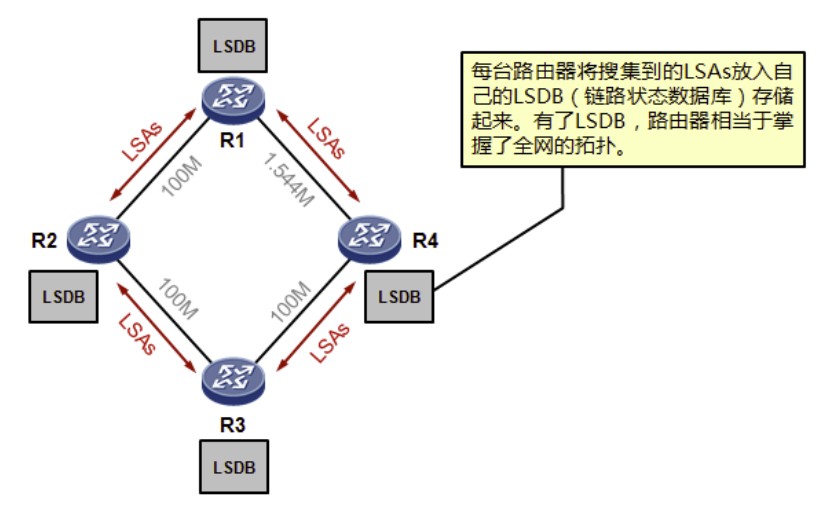 LSDB
每台路由器将搜集到的LSAs放入自
己的LSDB（链路状态数据库）存储
起来。有了LSDB，路由器相当于掌
握了全网的拓扑。
R1
LSAs
LSAs
100M
1.544M
R2
R4
LSDB
LSDB
100M
100M
LSAs
LSAs
R3
LSDB